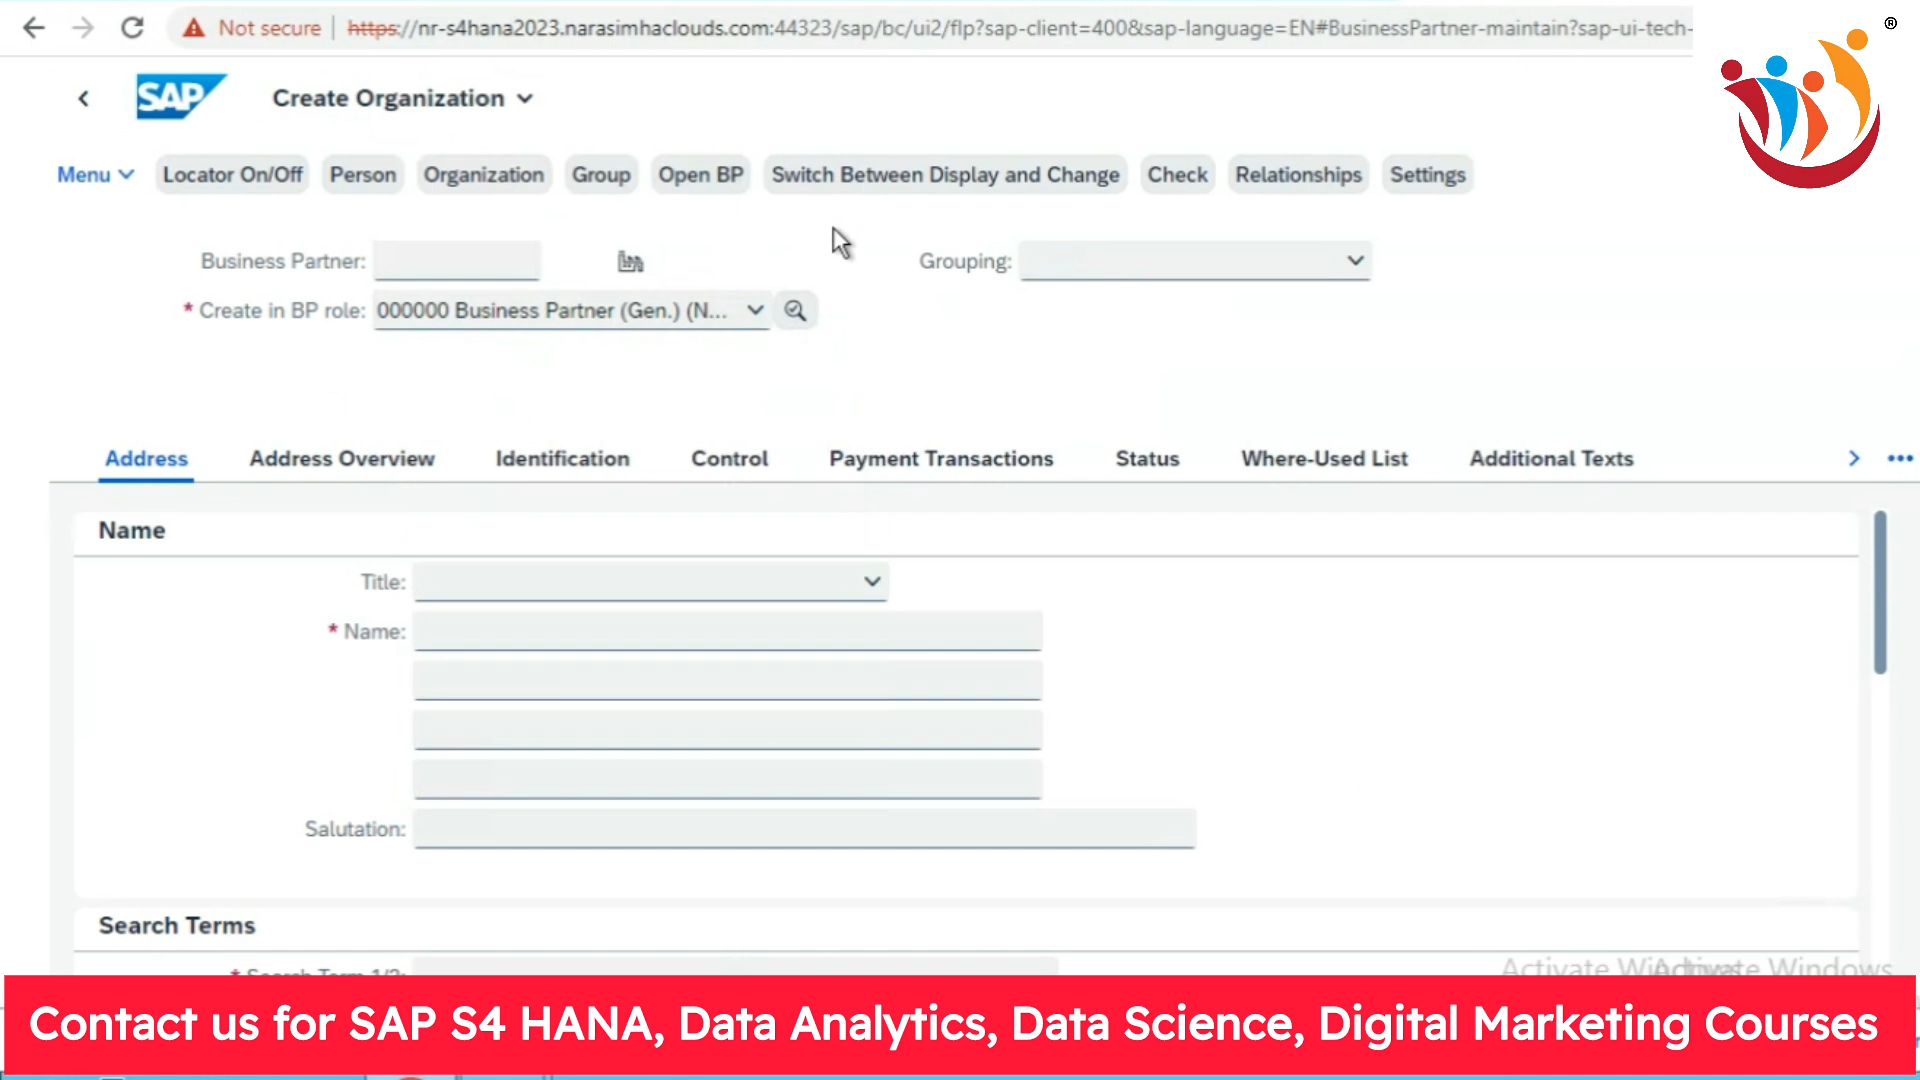 Not secure https://nr-s4hana2023.narasimhaclouds.com:44323/sap/bc/ui2/flp?sap-client=400&sap-language=EN#BusinessPartner-maintain?sap-ui-tech-
®
SAP Create Organization
Menu Locator On/Off Person Organization Group Open BP Switch Between Display and Change Check Relationships Settings
Business Partner: Grouping:
* Create in BP role: 000000 Business Partner (Gen.) (N...
Address Address Overview Identification Control Payment Transactions Status Where-Used List Additional Texts
Name
Title:
* Name:
Salutation:
Search Terms
* Search Term 1/2:
Activate Windows
Contact us for SAP S4 HANA, Data Analytics, Data Science, Digital Marketing Courses